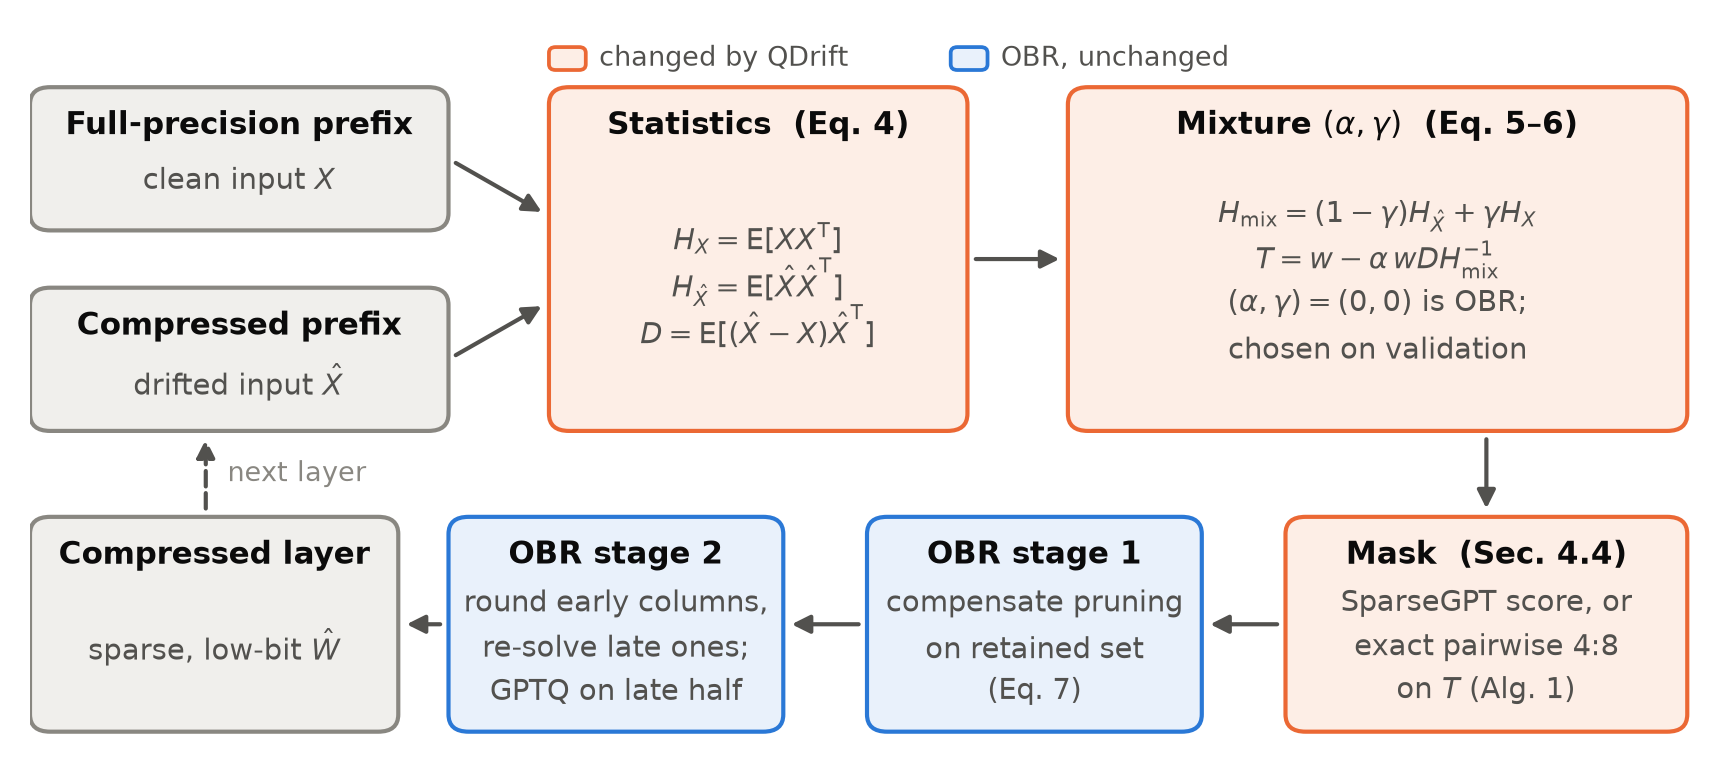 changed by QDrift
OBR, unchanged
Full-precision prefix
clean input X
Compressed prefix
drifted input X̂
Statistics (Eq. 4)
H_X = E[XX^T]
H_X̂ = E[X̂X̂^T]
D = E[(X̂ − X)X̂^T]
Mixture (α, γ) (Eq. 5–6)
H_mix = (1 − γ)H_X̂ + γH_X
T = w − α wDH_mix^−1
(α, γ) = (0, 0) is OBR;
chosen on validation
next layer
Compressed layer
sparse, low-bit Ŵ
OBR stage 2
round early columns,
re-solve late ones;
GPTQ on late half
OBR stage 1
compensate pruning
on retained set
(Eq. 7)
Mask (Sec. 4.4)
SparseGPT score, or
exact pairwise 4:8
on T (Alg. 1)